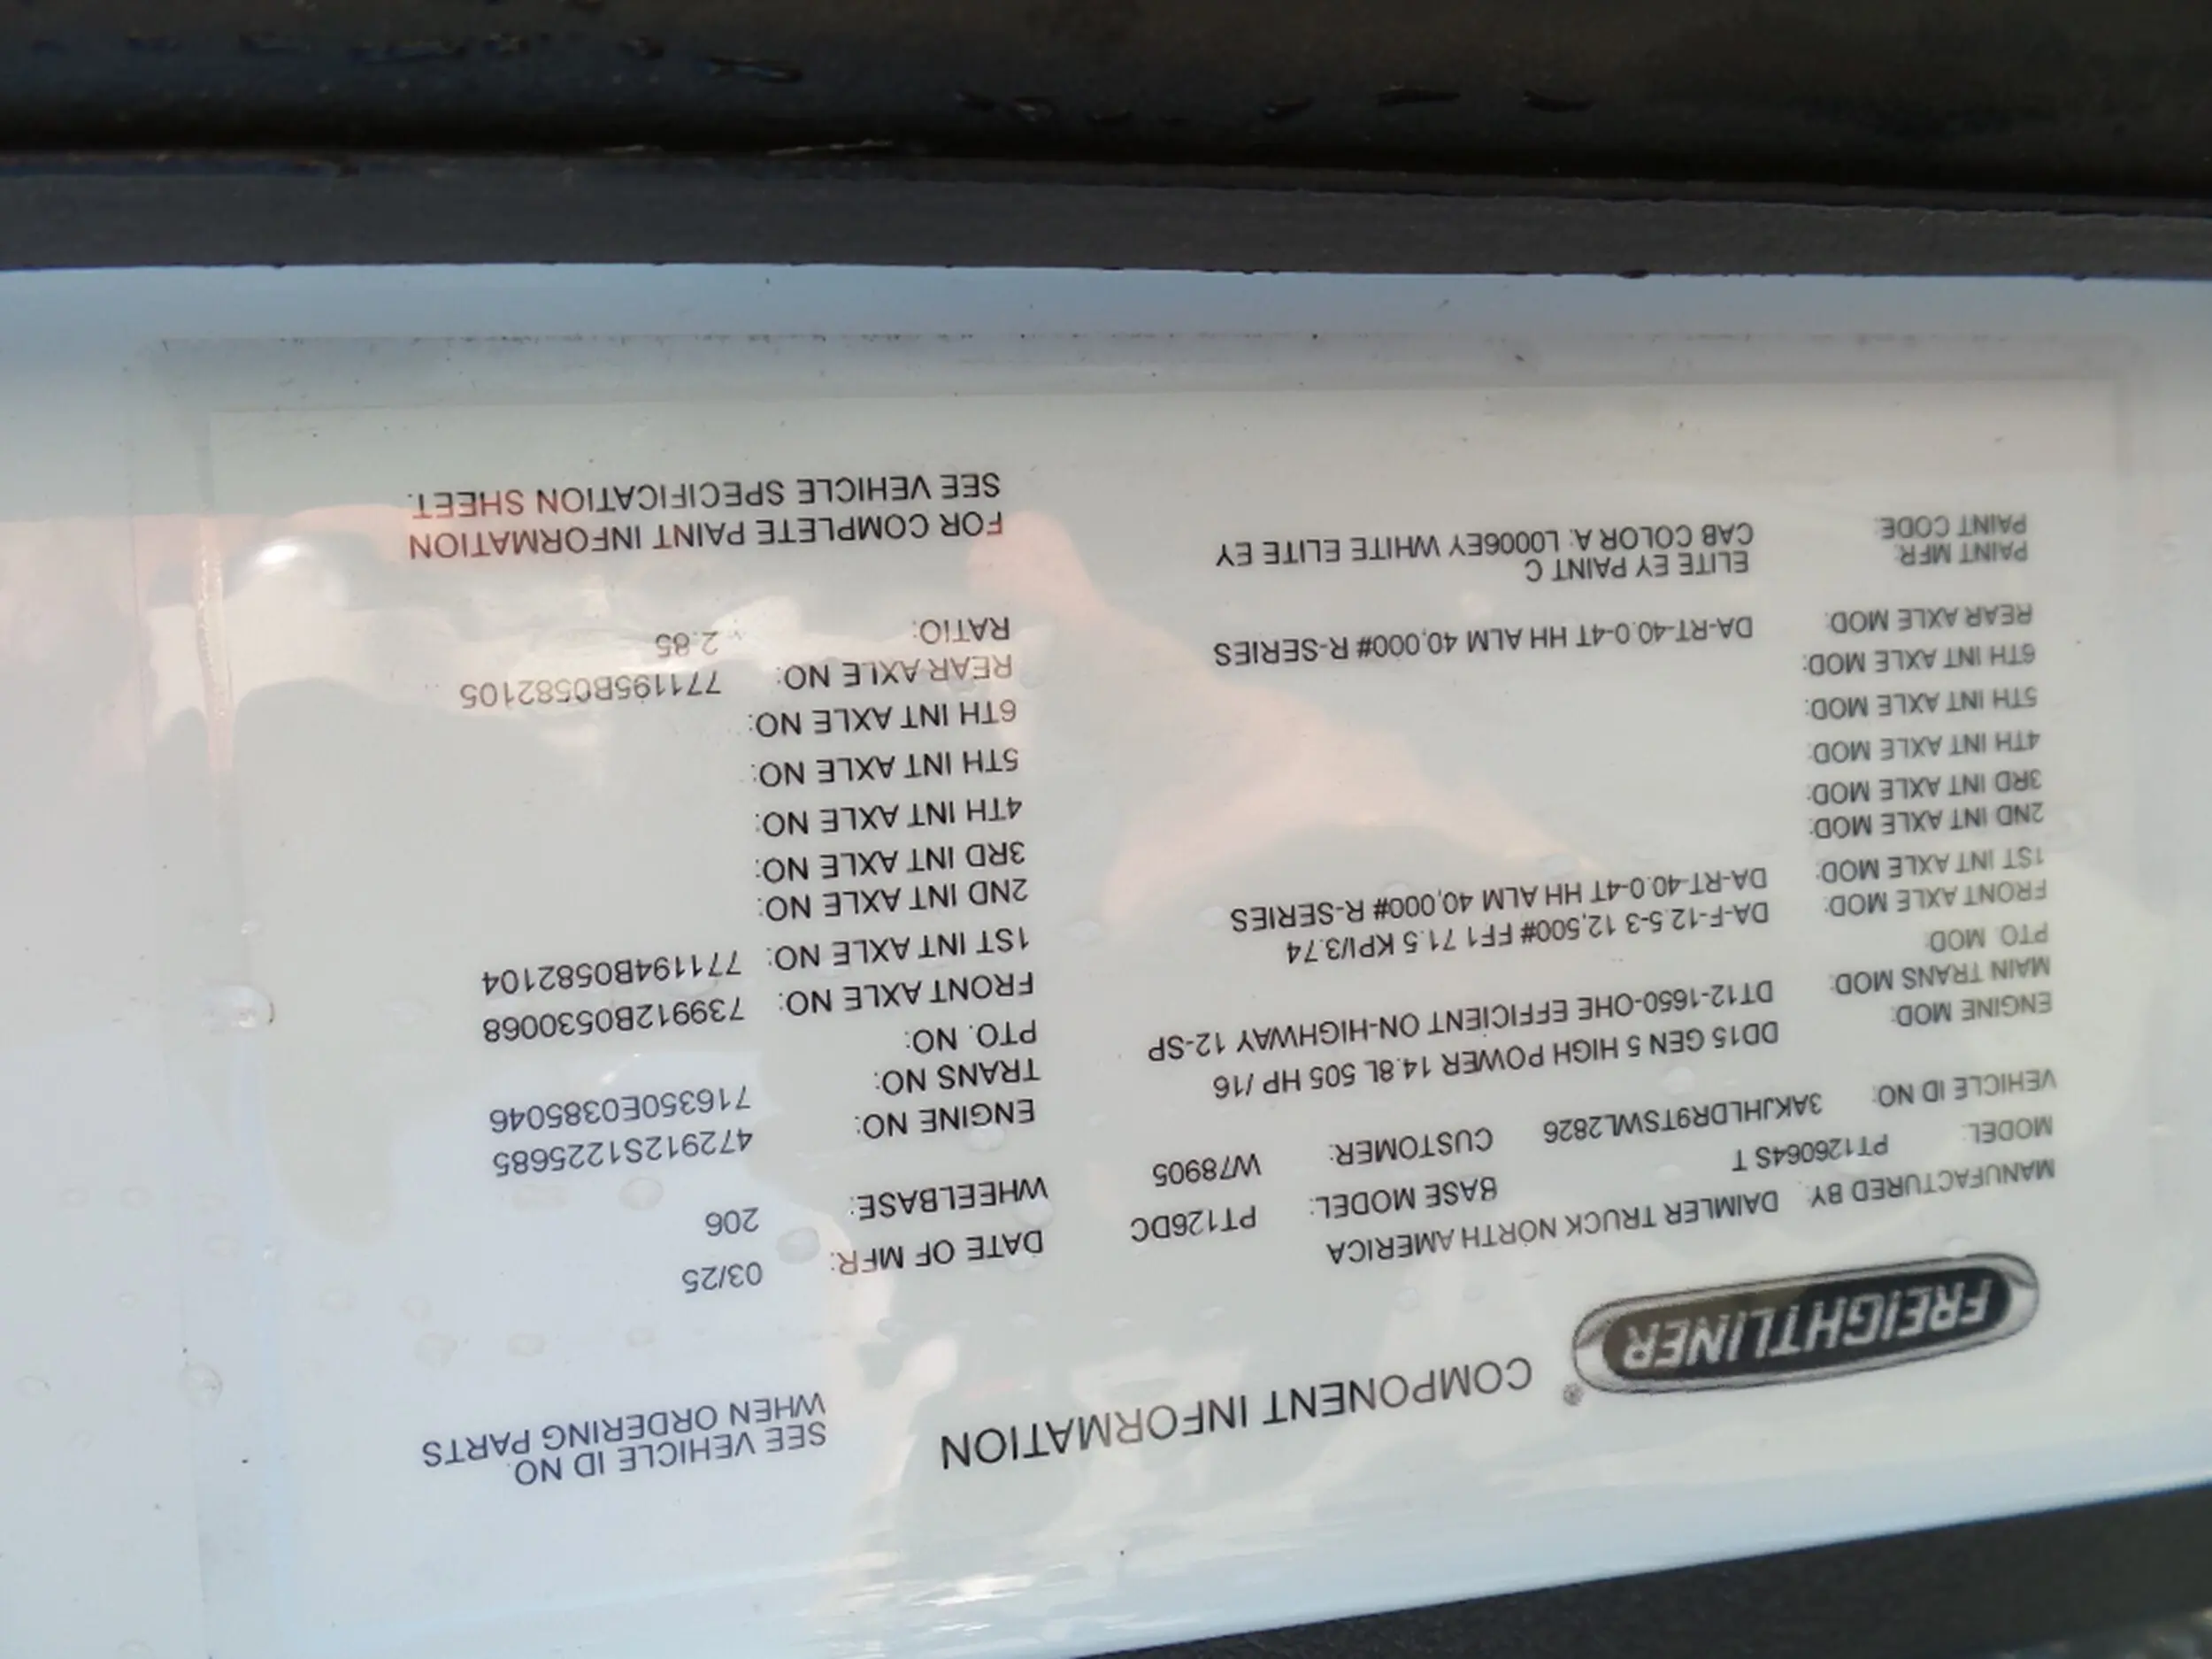 FREIGHTLINER® COMPONENT INFORMATION
SEE VEHICLE ID NO.
WHEN ORDERING PARTS
MANUFACTURED BY: DAIMLER TRUCK NORTH AMERICA
MODEL: PT126064S T BASE MODEL: PT126DC DATE OF MFR: 03/25
VEHICLE ID NO: 3AKJHLDR9TSWL2826 CUSTOMER: W78905 WHEELBASE: 206
ENGINE MOD: DD15 GEN 5 HIGH POWER 14.8L 505 HP /16 ENGINE NO: 472912S1225685
MAIN TRANS MOD: DT12-1650-OHE EFFICIENT ON-HIGHWAY 12-SP TRANS NO: 716350E0385046
PTO. MOD: PTO. NO:
FRONT AXLE MOD: DA-F-12.5-3 12,500# FF1 71.5 KPI/3.74 FRONT AXLE NO: 739912B0530068
1ST INT AXLE MOD: DA-RT-40.0-4T HH ALM 40,000# R-SERIES 1ST INT AXLE NO: 771194B0582104
2ND INT AXLE MOD: 2ND INT AXLE NO:
3RD INT AXLE MOD: 3RD INT AXLE NO:
4TH INT AXLE MOD: 4TH INT AXLE NO:
5TH INT AXLE MOD: 5TH INT AXLE NO:
6TH INT AXLE MOD: 6TH INT AXLE NO:
REAR AXLE MOD: DA-RT-40.0-4T HH ALM 40,000# R-SERIES REAR AXLE NO: 771195B0582105
RATIO: 2.85
PAINT MFR: ELITE EY PAINT C
PAINT CODE: CAB COLOR A: L0006EY WHITE ELITE EY
FOR COMPLETE PAINT INFORMATION
SEE VEHICLE SPECIFICATION SHEET.